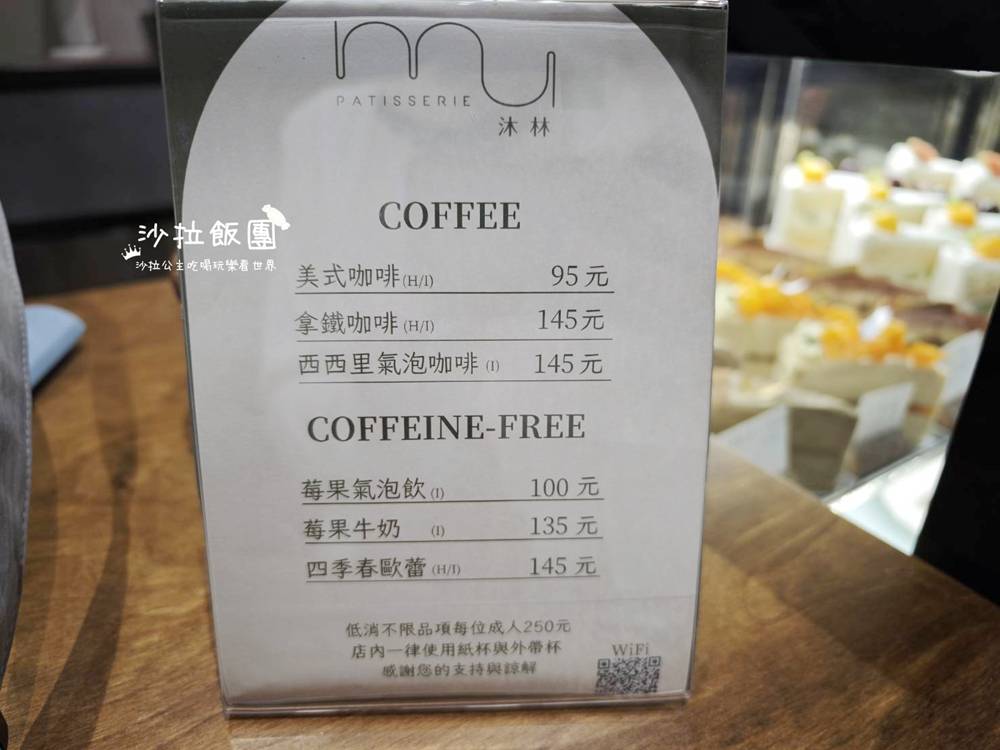 mu
PATISSERIE
沐林
沙拉飯團
沙拉公主吃喝玩樂看世界
COFFEE
美式咖啡(H/I) 95元
拿鐵咖啡(H/I) 145元
西西里氣泡咖啡(I) 145元
COFFEINE-FREE
莓果氣泡飲(I) 100元
莓果牛奶(I) 135元
四季春歐蕾(H/I) 145元
低消不限品項每位成人250元
店內一律使用紙杯與外帶杯
感謝您的支持與諒解
WiFi